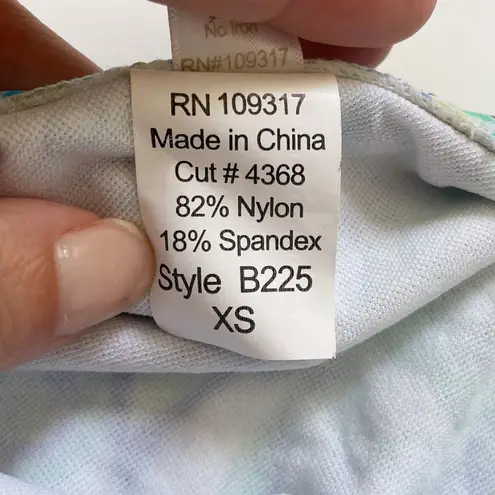 No Iron
RN#109317
RN 109317
Made in China
Cut # 4368
82% Nylon
18% Spandex
Style B225
XS